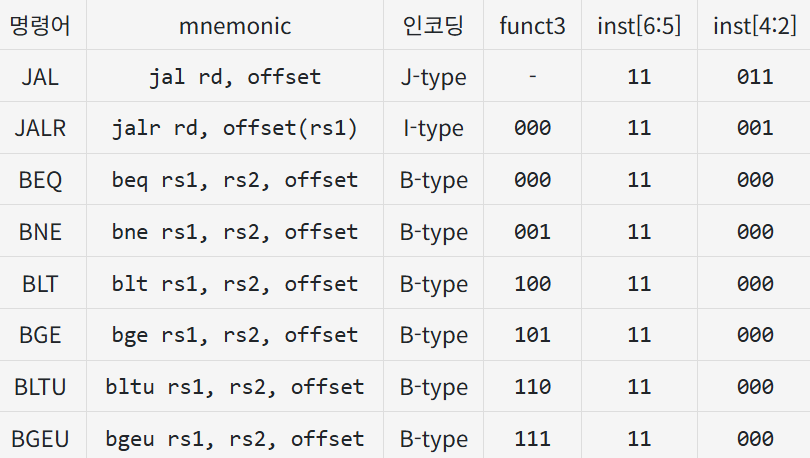 명령어 mnemonic 인코딩 funct3 inst[6:5] inst[4:2]
JAL jal rd, offset J-type - 11 011
JALR jalr rd, offset(rs1) I-type 000 11 001
BEQ beq rs1, rs2, offset B-type 000 11 000
BNE bne rs1, rs2, offset B-type 001 11 000
BLT blt rs1, rs2, offset B-type 100 11 000
BGE bge rs1, rs2, offset B-type 101 11 000
BLTU bltu rs1, rs2, offset B-type 110 11 000
BGEU bgeu rs1, rs2, offset B-type 111 11 000